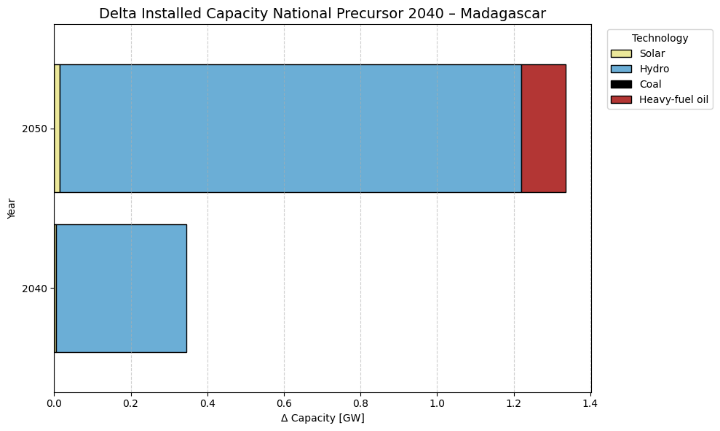 Delta Installed Capacity National Precursor 2040 – Madagascar
Technology
Solar
Hydro
Coal
Heavy-fuel oil
2050
Year
2040
0.0 0.2 0.4 0.6 0.8 1.0 1.2 1.4
Δ Capacity [GW]